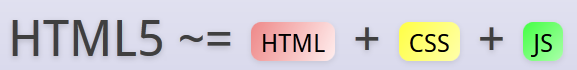 HTML5 ~= HTML + CSS + JS